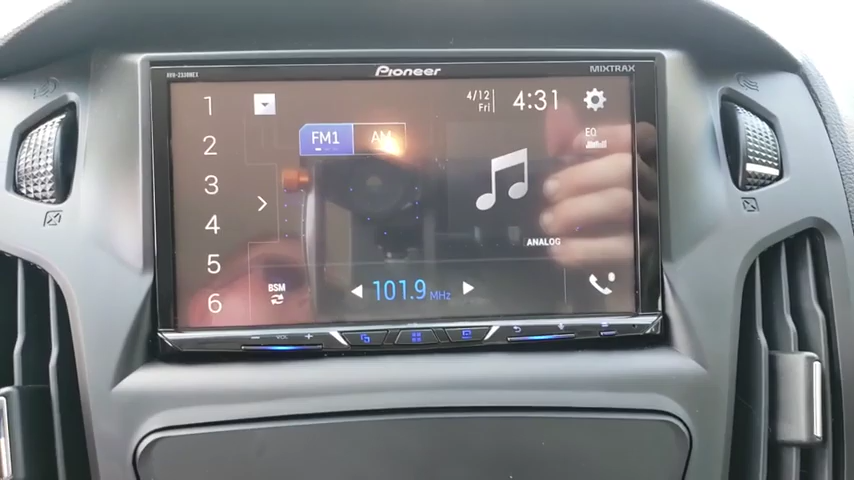 Pioneer
MIXTRAX
1
4/12
Fri
4:31
FM1
AM
EQ
2
3
4
ANALOG
5
BSM
101.9 MHz
6
- VOL +